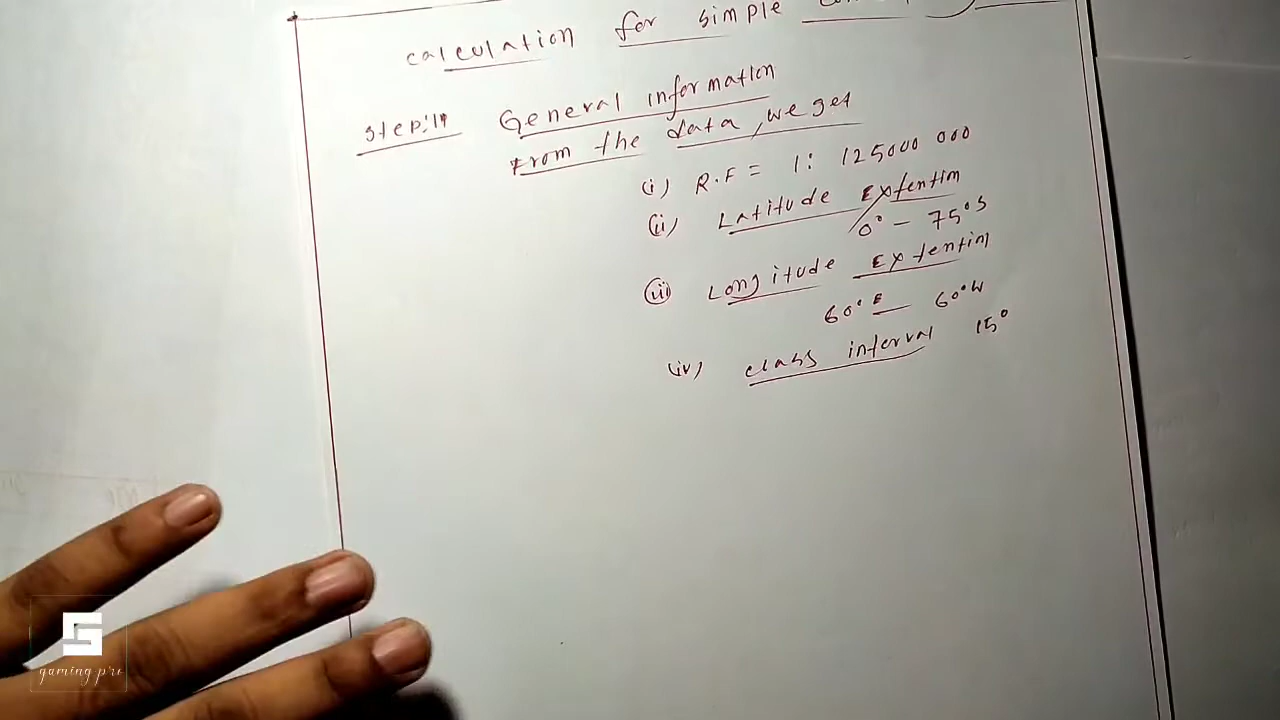 calculation for simple
Step:1
General information
From the data, we get
(i) R.F = 1: 125000 000
(ii) Latitude Extention
0° - 75° S
(iii) Longitude Extention
60° E — 60° W
(iv) class interval 15°
G
gaming pro